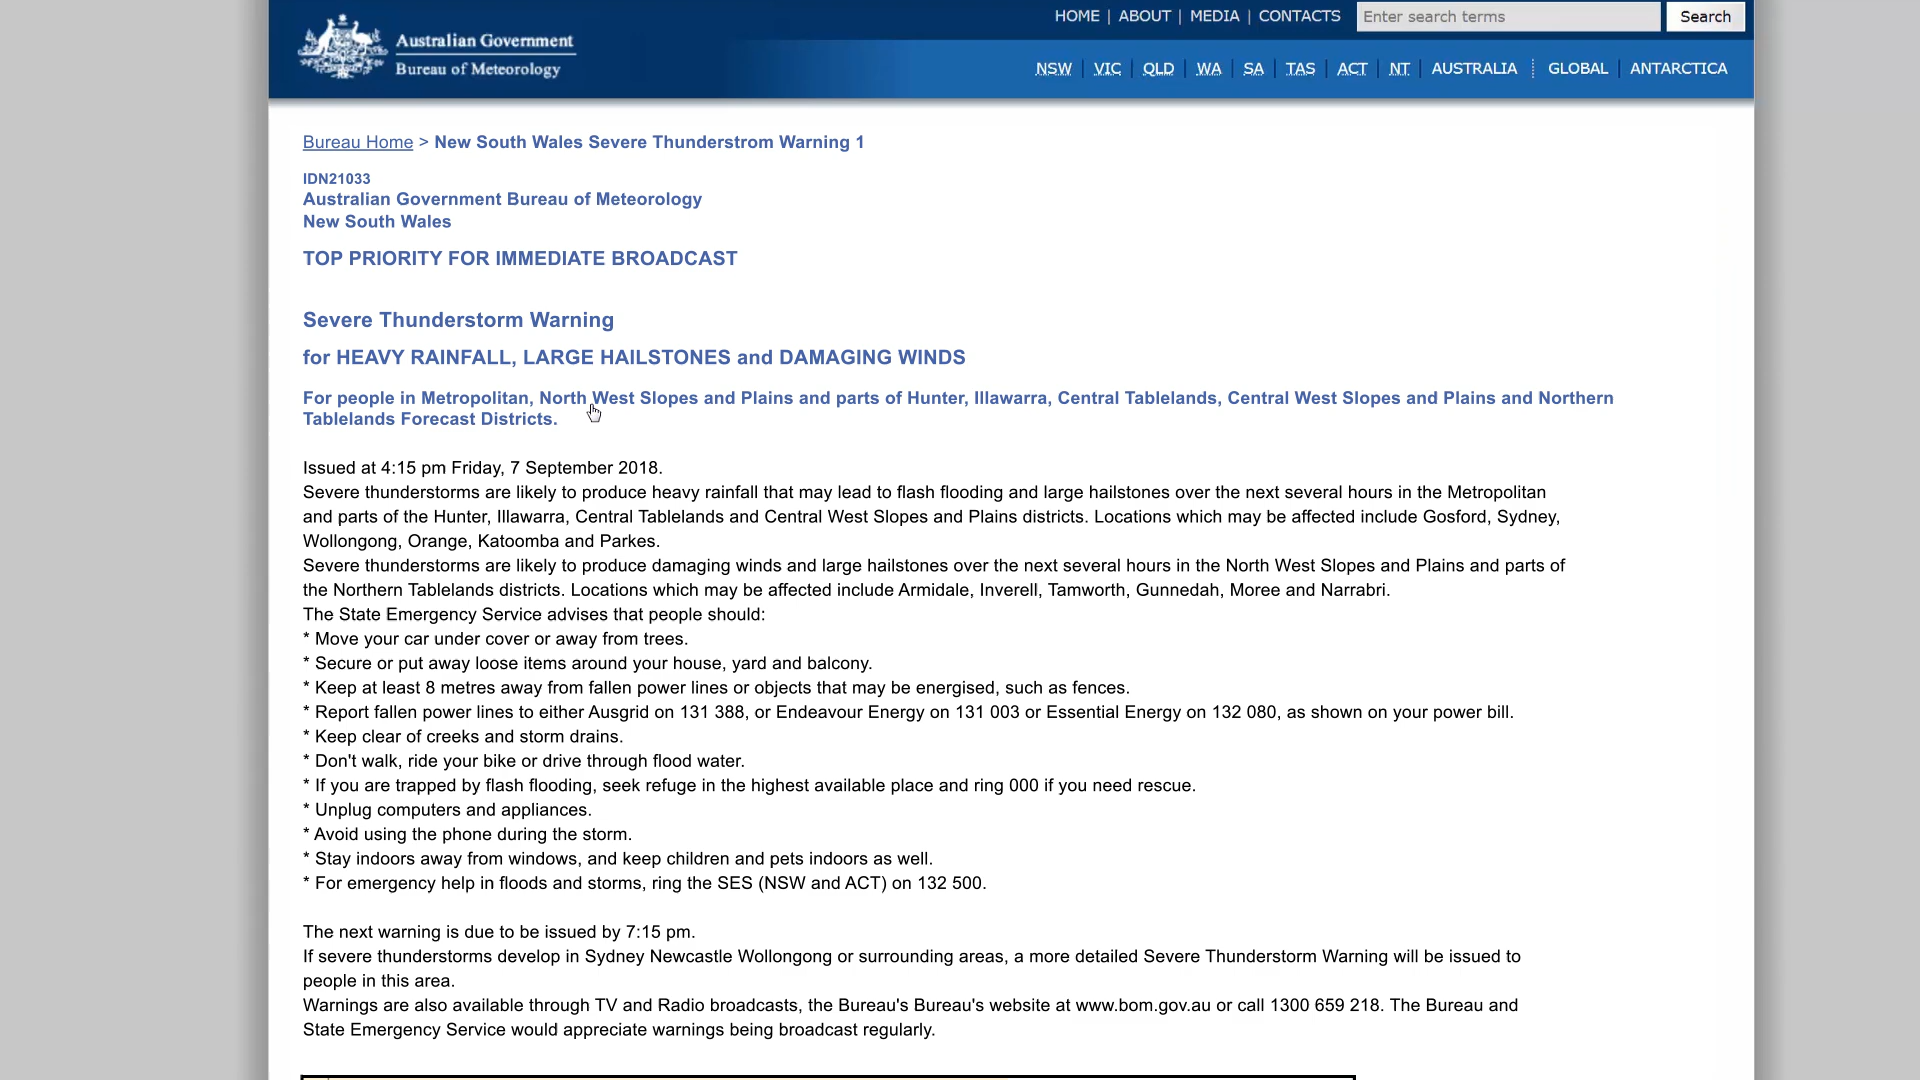 HOME | ABOUT | MEDIA | CONTACTS
Enter search terms
Search
Australian Government
Bureau of Meteorology
NSW | VIC | QLD | WA | SA | TAS | ACT | NT | AUSTRALIA | GLOBAL | ANTARCTICA
Bureau Home > New South Wales Severe Thunderstrom Warning 1
IDN21033
Australian Government Bureau of Meteorology
New South Wales
TOP PRIORITY FOR IMMEDIATE BROADCAST
Severe Thunderstorm Warning
for HEAVY RAINFALL, LARGE HAILSTONES and DAMAGING WINDS
For people in Metropolitan, North West Slopes and Plains and parts of Hunter, Illawarra, Central Tablelands, Central West Slopes and Plains and Northern
Tablelands Forecast Districts.
Issued at 4:15 pm Friday, 7 September 2018.
Severe thunderstorms are likely to produce heavy rainfall that may lead to flash flooding and large hailstones over the next several hours in the Metropolitan
and parts of the Hunter, Illawarra, Central Tablelands and Central West Slopes and Plains districts. Locations which may be affected include Gosford, Sydney,
Wollongong, Orange, Katoomba and Parkes.
Severe thunderstorms are likely to produce damaging winds and large hailstones over the next several hours in the North West Slopes and Plains and parts of
the Northern Tablelands districts. Locations which may be affected include Armidale, Inverell, Tamworth, Gunnedah, Moree and Narrabri.
The State Emergency Service advises that people should:
* Move your car under cover or away from trees.
* Secure or put away loose items around your house, yard and balcony.
* Keep at least 8 metres away from fallen power lines or objects that may be energised, such as fences.
* Report fallen power lines to either Ausgrid on 131 388, or Endeavour Energy on 131 003 or Essential Energy on 132 080, as shown on your power bill.
* Keep clear of creeks and storm drains.
* Don't walk, ride your bike or drive through flood water.
* If you are trapped by flash flooding, seek refuge in the highest available place and ring 000 if you need rescue.
* Unplug computers and appliances.
* Avoid using the phone during the storm.
* Stay indoors away from windows, and keep children and pets indoors as well.
* For emergency help in floods and storms, ring the SES (NSW and ACT) on 132 500.
The next warning is due to be issued by 7:15 pm.
If severe thunderstorms develop in Sydney Newcastle Wollongong or surrounding areas, a more detailed Severe Thunderstorm Warning will be issued to
people in this area.
Warnings are also available through TV and Radio broadcasts, the Bureau's Bureau's website at www.bom.gov.au or call 1300 659 218. The Bureau and
State Emergency Service would appreciate warnings being broadcast regularly.